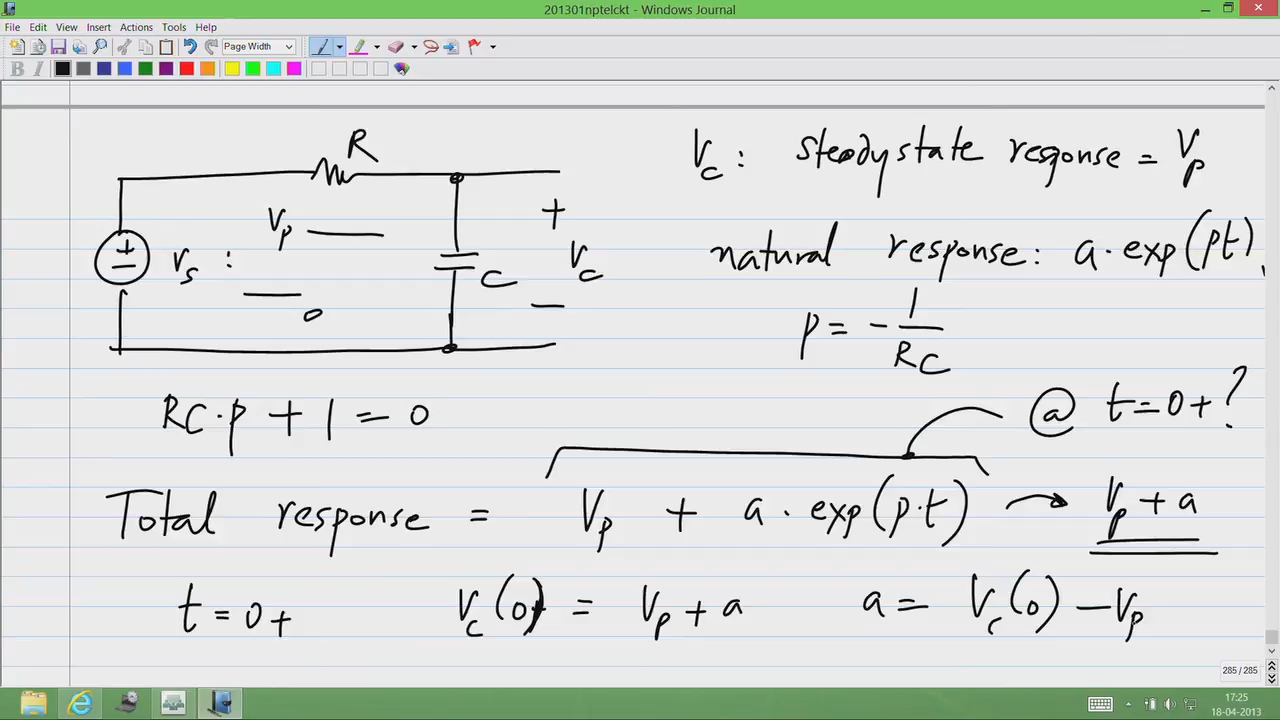 201301nptelckt - Windows Journal
File Edit View Insert Actions Tools Help
Page Width
B I
R
Vc : steady state response = Vp
Vp
+
Vs :
C
Vc
natural response: a · exp(pt),
0
−
p = − 1/RC
RC·p + 1 = 0
@ t = 0+ ?
Total response = Vp + a · exp(p·t) → Vp + a
t = 0+ Vc(0) = Vp + a a = Vc(0) − Vp
285/285
17:25
18-04-2013